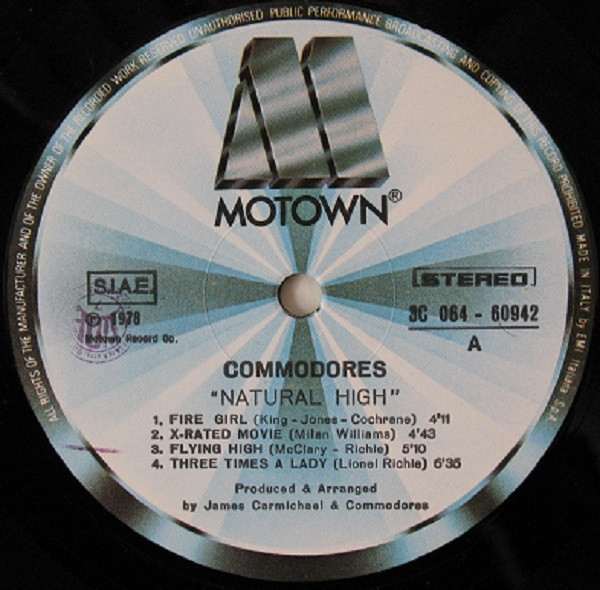 ALL RIGHTS OF THE MANUFACTURER AND OF THE OWNER OF THE RECORDED WORK RESERVED UNAUTHORISED PUBLIC PERFORMANCE BROADCASTING AND COPYING OF THIS RECORD PROHIBITED MADE IN ITALY by EMI Italiana S.p.A.
MOTOWN®
S.I.A.E.
℗ 1978
Motown Record Co.
STEREO
3C 064 - 60942
A
COMMODORES
"NATURAL HIGH"
1. FIRE GIRL (King - Jones - Cochrane) 4'11
2. X-RATED MOVIE (Milan Williams) 4'43
3. FLYING HIGH (McClary - Richie) 5'10
4. THREE TIMES A LADY (Lionel Richie) 6'35
Produced & Arranged
by James Carmichael & Commodores